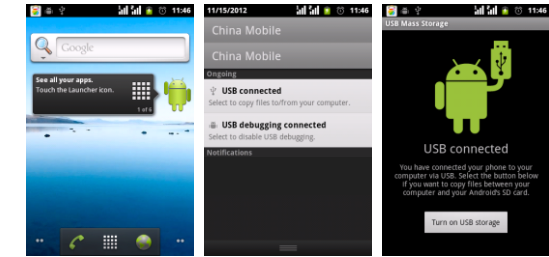 11:46
Google
See all your apps.
Touch the Launcher icon.
1 of 6
11/15/2012
11:46
China Mobile
China Mobile
Ongoing
USB connected
Select to copy files to/from your computer.
USB debugging connected
Select to disable USB debugging.
Notifications
11:46
USB Mass Storage
USB connected
You have connected your phone to your
computer via USB. Select the button below
if you want to copy files between your
computer and your Android's SD card.
Turn on USB storage